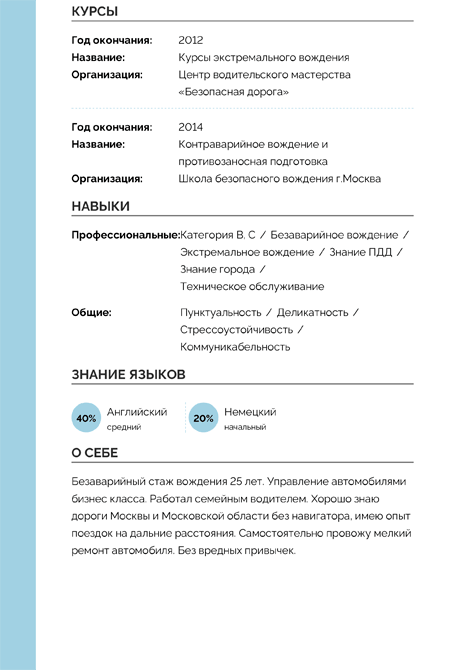 КУРСЫ
Год окончания: 2012
Название: Курсы экстремального вождения
Организация: Центр водительского мастерства
«Безопасная дорога»
Год окончания: 2014
Название: Контраварийное вождение и
противозаносная подготовка
Организация: Школа безопасного вождения г.Москва
НАВЫКИ
Профессиональные: Категория В. С / Безаварийное вождение /
Экстремальное вождение / Знание ПДД /
Знание города /
Техническое обслуживание
Общие: Пунктуальность / Деликатность /
Стрессоустойчивость /
Коммуникабельность
ЗНАНИЕ ЯЗЫКОВ
40% Английский 20% Немецкий
средний начальный
О СЕБЕ
Безаварийный стаж вождения 25 лет. Управление автомобилями
бизнес класса. Работал семейным водителем. Хорошо знаю
дороги Москвы и Московской области без навигатора, имею опыт
поездок на дальние расстояния. Самостоятельно провожу мелкий
ремонт автомобиля. Без вредных привычек.